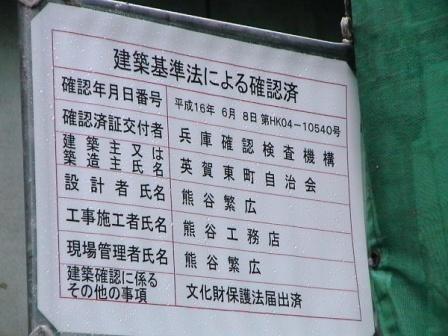 建築基準法による確認済
確認年月日番号 平成16年 6月 8日 第HK04-10540号
確認済証交付者 兵庫確認検査機構
建築主又は
築造主氏名 英賀東町自治会
設計者氏名 熊谷繁広
工事施工者氏名 熊谷工務店
現場管理者氏名 熊谷繁広
建築確認に係る
その他の事項 文化財保護法届出済